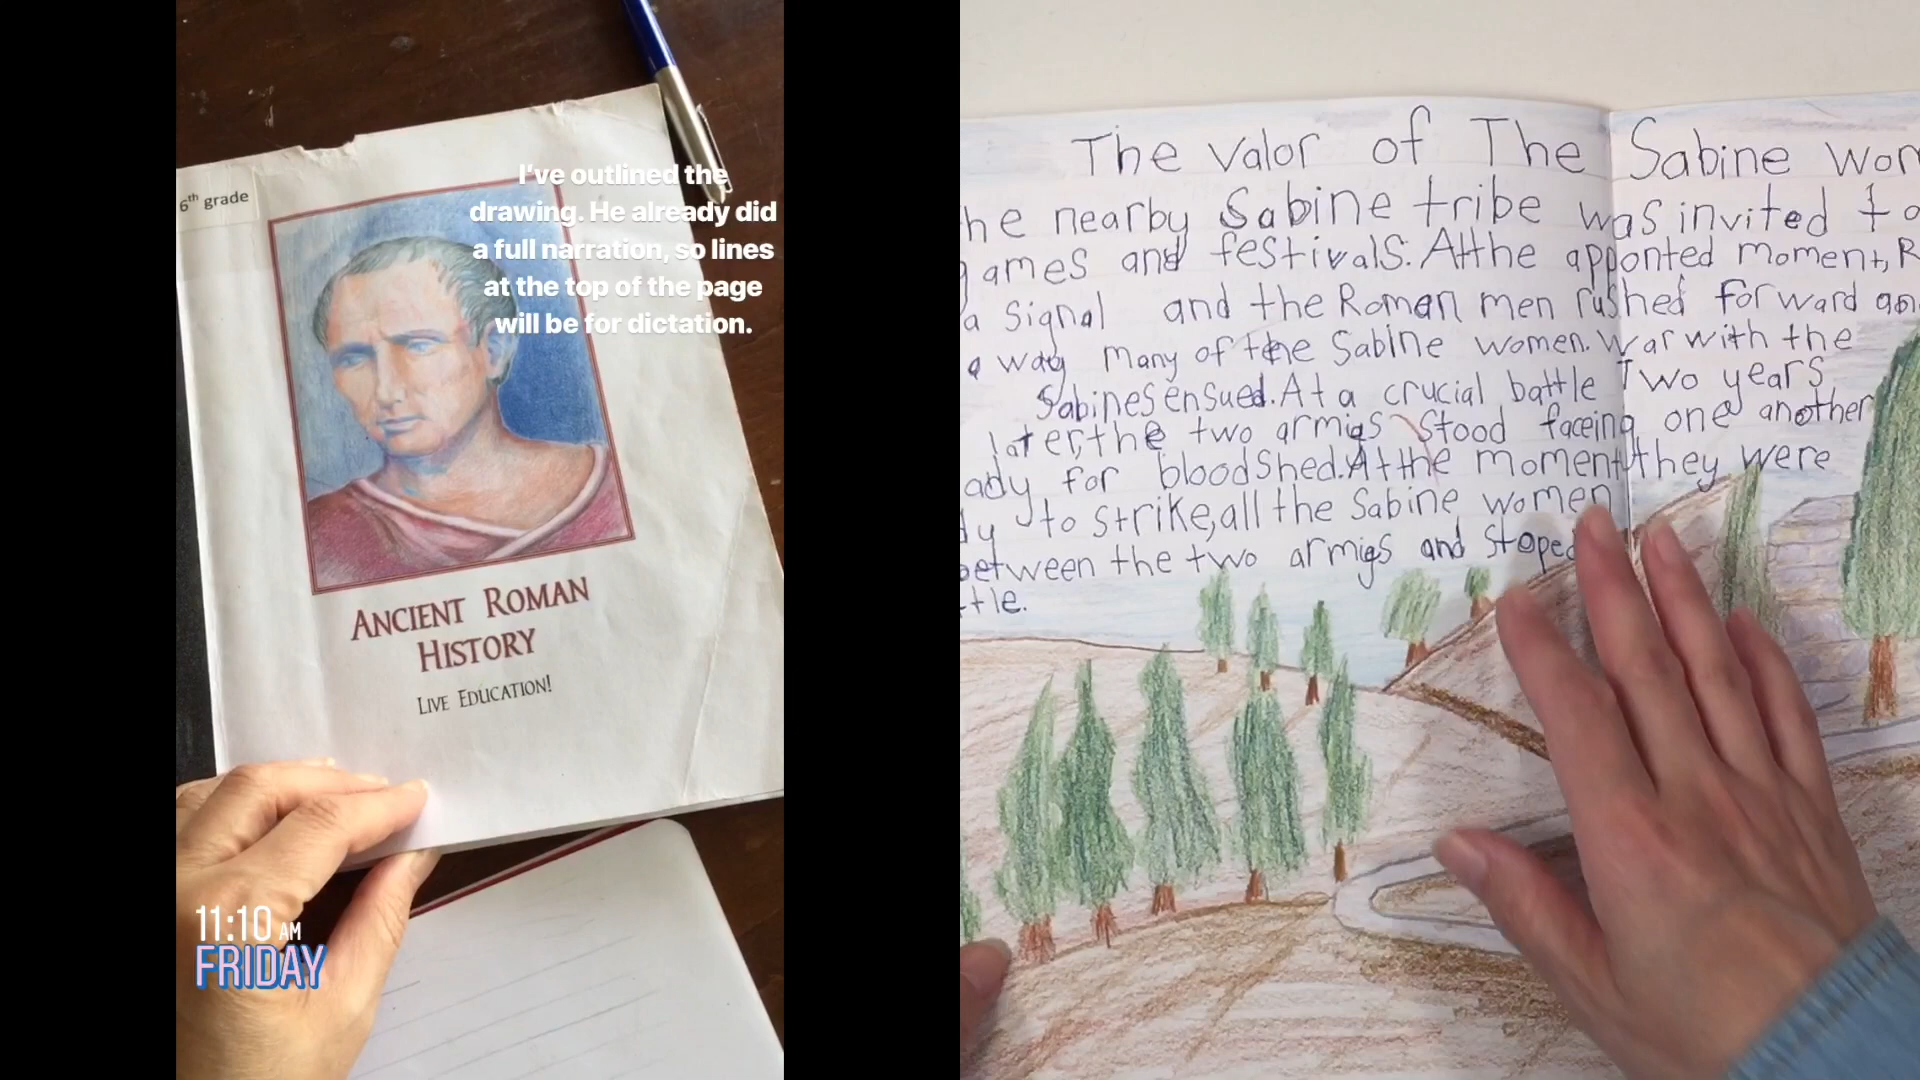 6th grade
I've outlined the
drawing. He already did
a full narration, so lines
at the top of the page
will be for dictation.
ANCIENT ROMAN
HISTORY
LIVE EDUCATION!
11:10 AM
FRIDAY
The Valor of The Sabine Wom
he nearby Sabine tribe was invited to
games and festivals. At the apponted moment, R
a signal and the Roman men rushed forward and
a way many of the Sabine women. War with the
Sabines ensued. At a crucial battle Two years
later, the two armies stood faceing one another
ady for bloodshed. At the moment they were
dy to strike, all the Sabine women
between the two armies and stoped
tle.